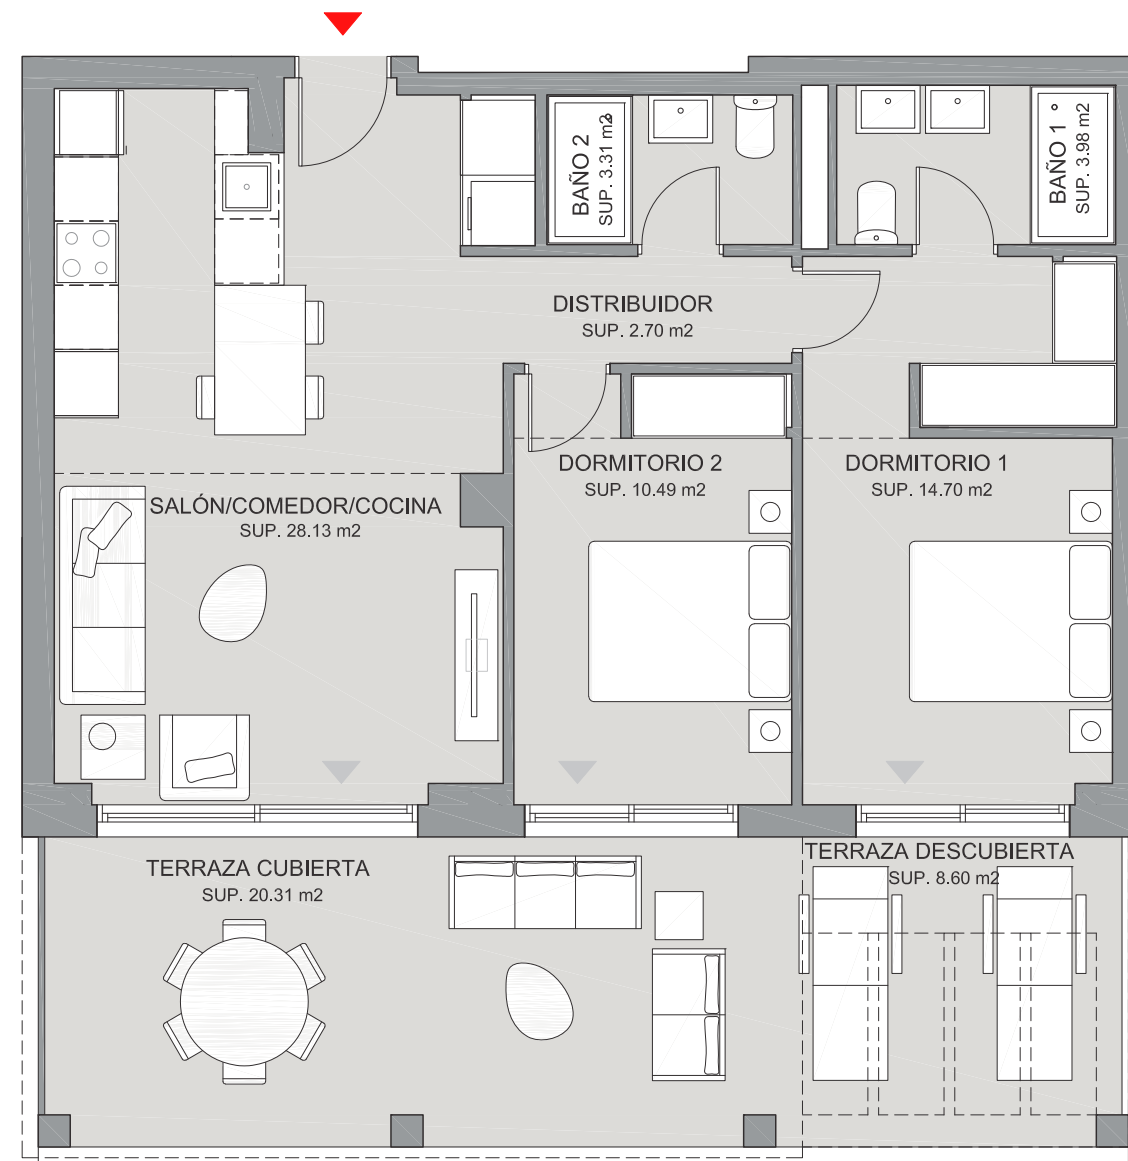 BAÑO 2
SUP. 3.31 m2
BAÑO 1
SUP. 3.98 m2
DISTRIBUIDOR
SUP. 2.70 m2
DORMITORIO 2
SUP. 10.49 m2
DORMITORIO 1
SUP. 14.70 m2
SALÓN/COMEDOR/COCINA
SUP. 28.13 m2
TERRAZA CUBIERTA
SUP. 20.31 m2
TERRAZA DESCUBIERTA
SUP. 8.60 m2